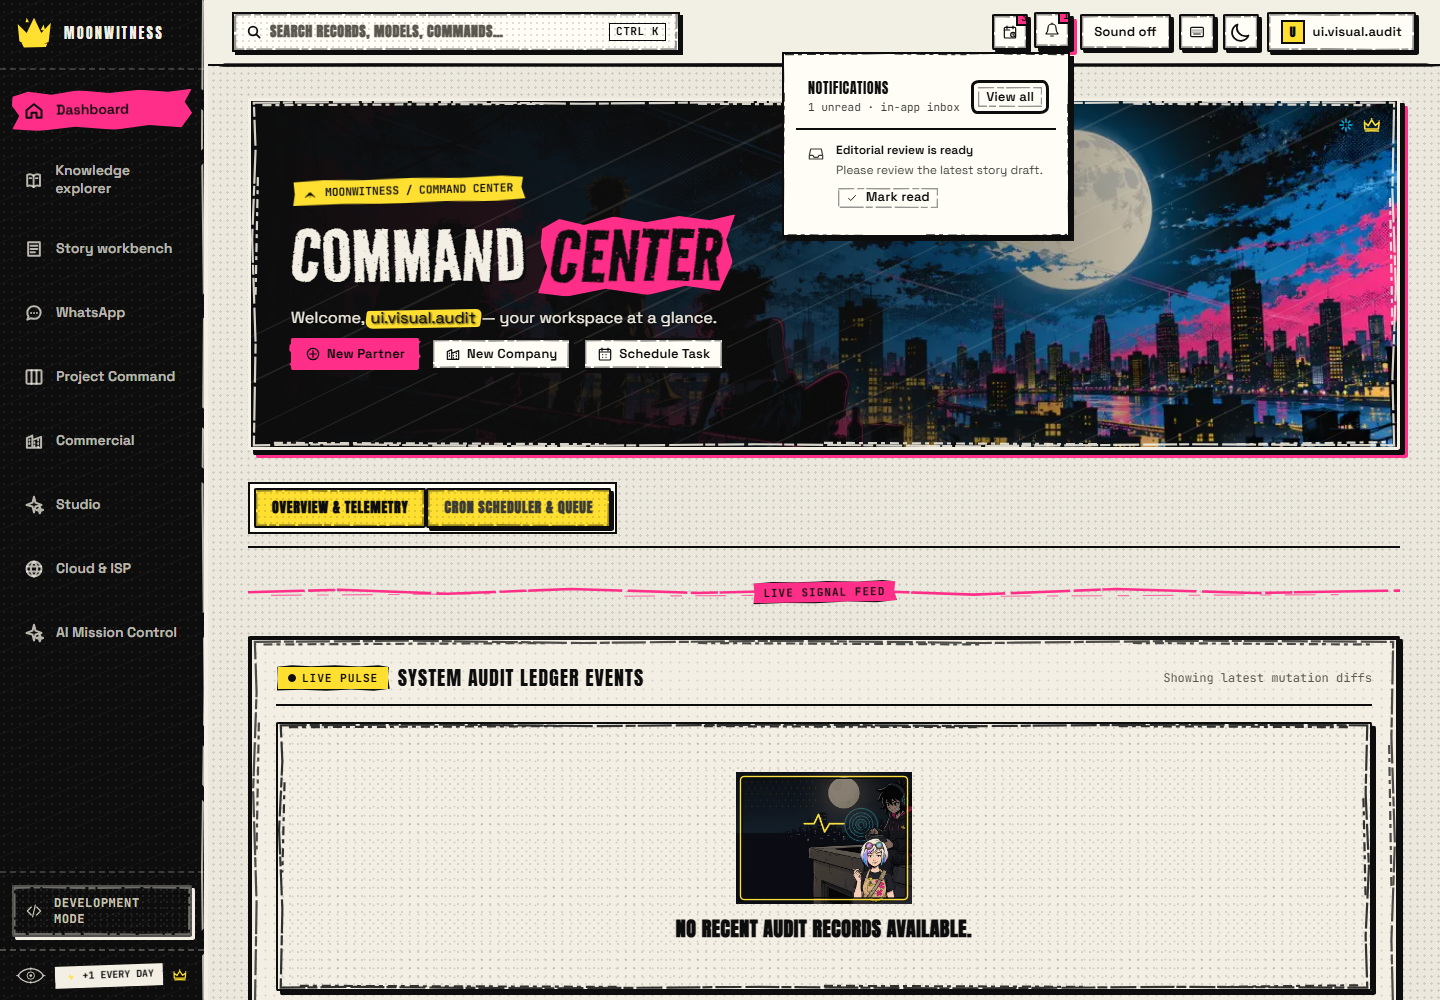 MOONWITNESS
SEARCH RECORDS, MODELS, COMMANDS...
CTRL K
Sound off
U
ui.visual.audit
Dashboard
Knowledge
explorer
Story workbench
WhatsApp
Project Command
Commercial
Studio
Cloud & ISP
AI Mission Control
DEVELOPMENT
MODE
+1 EVERY DAY
NOTIFICATIONS
1 unread · in-app inbox
View all
Editorial review is ready
Please review the latest story draft.
Mark read
MOONWITNESS / COMMAND CENTER
COMMAND CENTER
Welcome, ui.visual.audit — your workspace at a glance.
New Partner
New Company
Schedule Task
OVERVIEW & TELEMETRY
CRON SCHEDULER & QUEUE
LIVE SIGNAL FEED
LIVE PULSE
SYSTEM AUDIT LEDGER EVENTS
Showing latest mutation diffs
NO RECENT AUDIT RECORDS AVAILABLE.